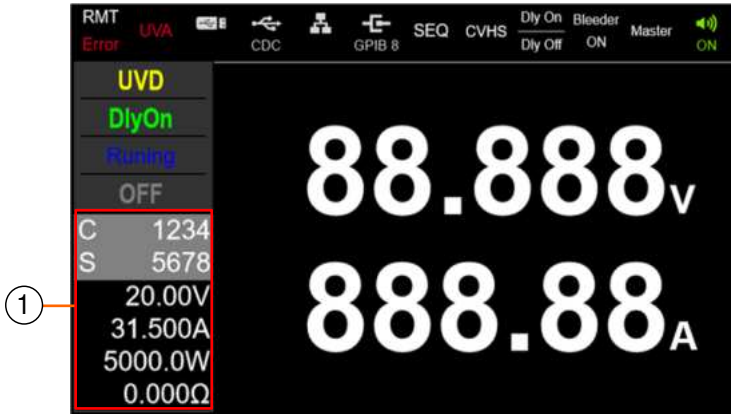 RMT UVA Dly On Bleeder
Error CDC GPIB 8 SEQ CVHS Dly Off ON Master ON
UVD
DlyOn
Runing
OFF
88.888V
C 1234
S 5678
888.88A
1
20.00V
31.500A
5000.0W
0.000Ω